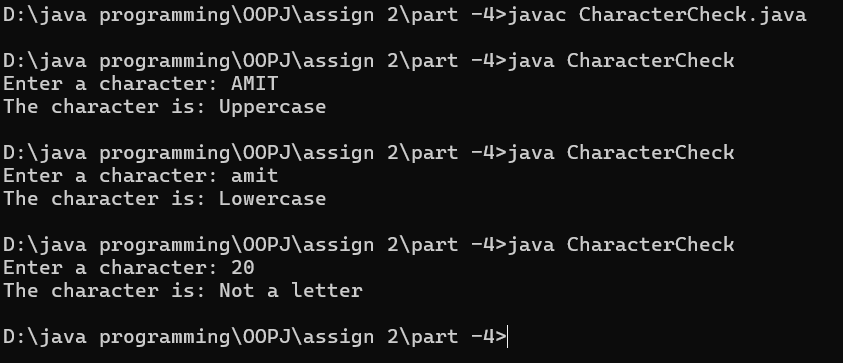 D:\java programming\OOPJ\assign 2\part -4>javac CharacterCheck.java
D:\java programming\OOPJ\assign 2\part -4>java CharacterCheck
Enter a character: AMIT
The character is: Uppercase
D:\java programming\OOPJ\assign 2\part -4>java CharacterCheck
Enter a character: amit
The character is: Lowercase
D:\java programming\OOPJ\assign 2\part -4>java CharacterCheck
Enter a character: 20
The character is: Not a letter
D:\java programming\OOPJ\assign 2\part -4>